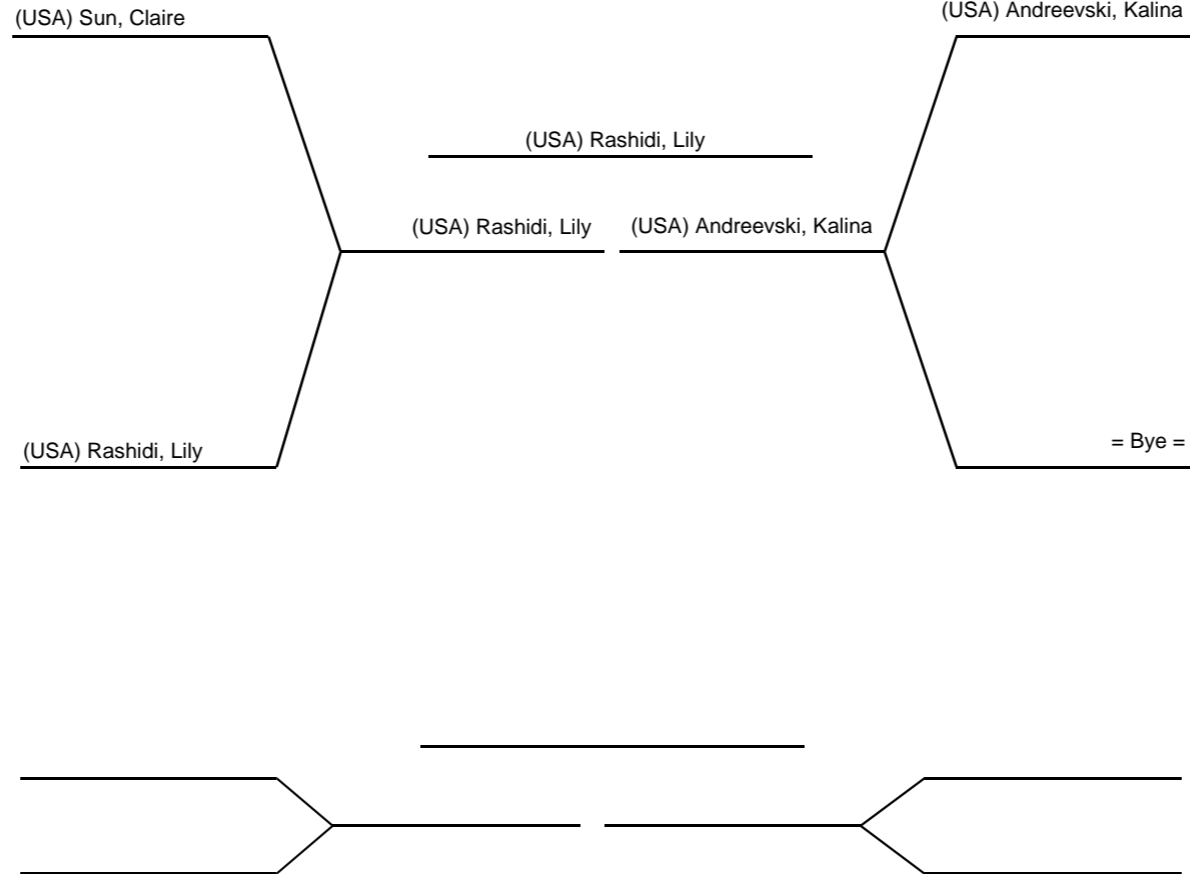 (USA) Sun, Claire
(USA) Andreevski, Kalina
(USA) Rashidi, Lily
(USA) Rashidi, Lily
(USA) Andreevski, Kalina
(USA) Rashidi, Lily
= Bye =